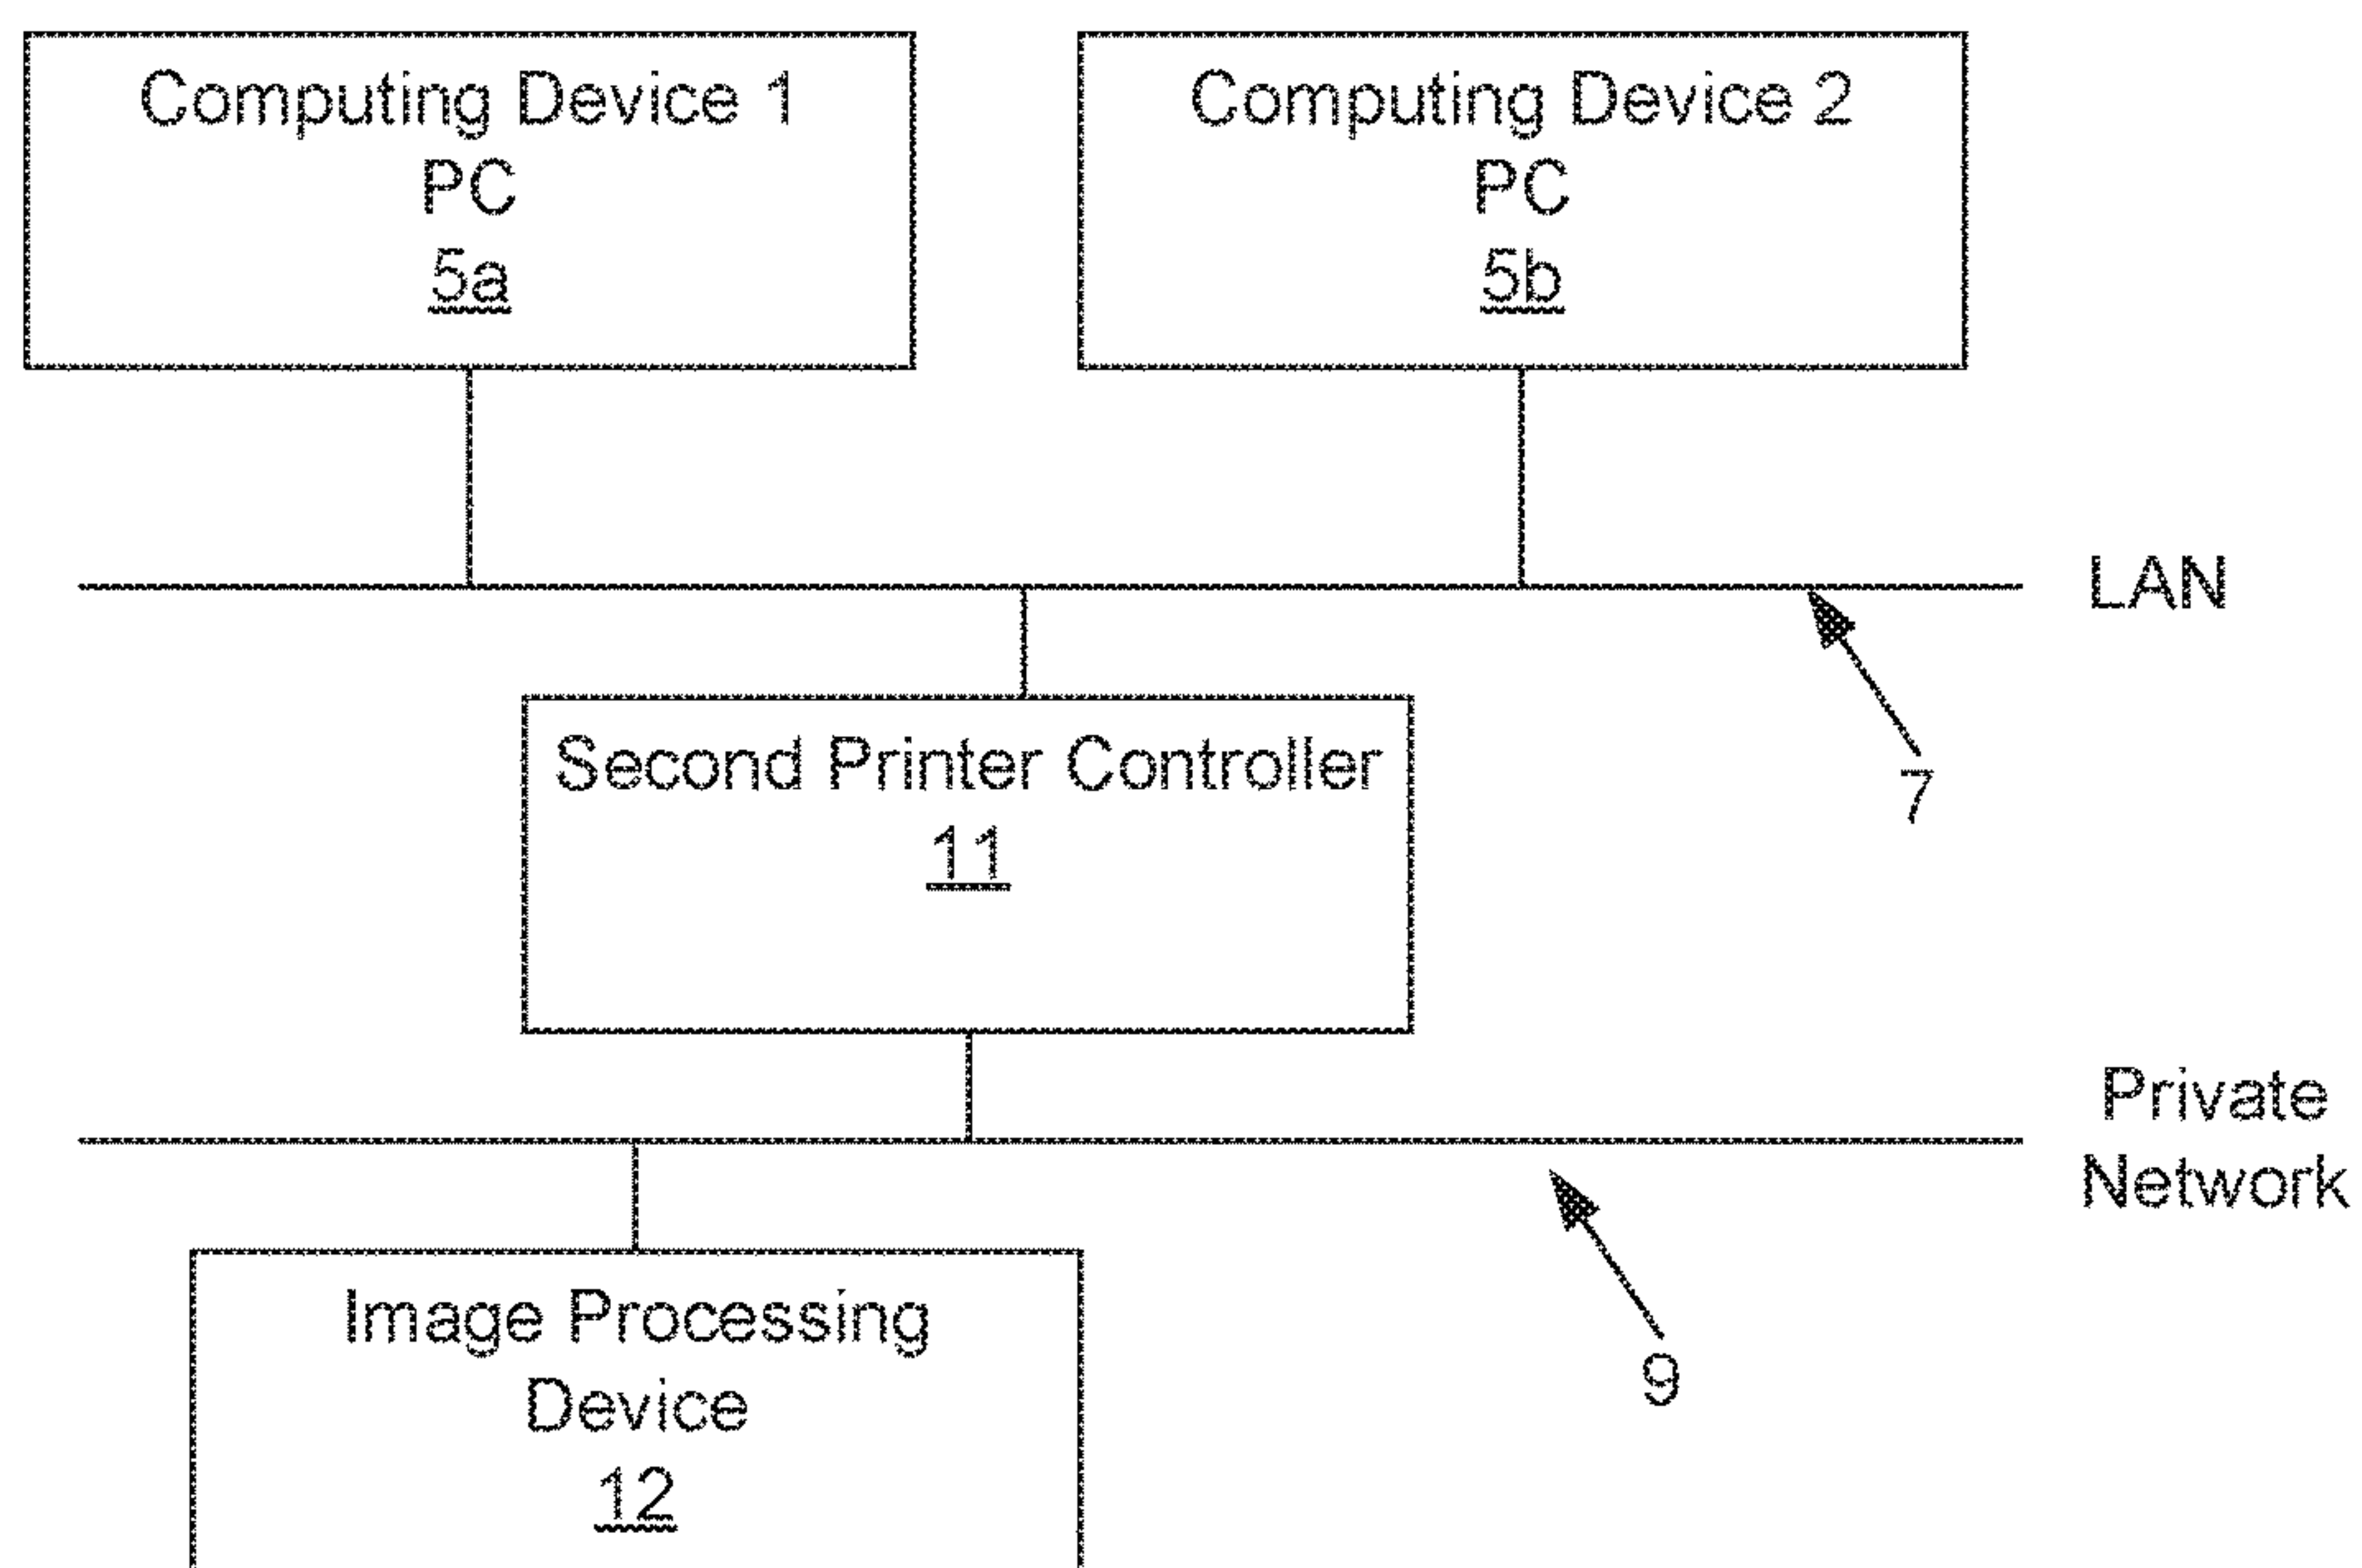 Computing Device 1
PC
5a
Computing Device 2
PC
5b
LAN
7
Second Printer Controller
11
Private
Network
9
Image Processing
Device
12